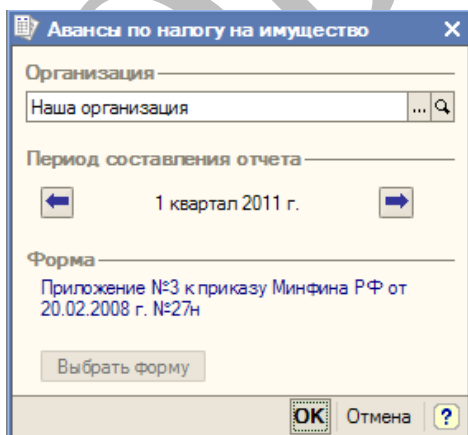 Авансы по налогу на имущество
Организация
Наша организация
...
Период составления отчета
1 квартал 2011 г.
Форма
Приложение №3 к приказу Минфина РФ от
20.02.2008 г. №27н
Выбрать форму
OK Отмена ?